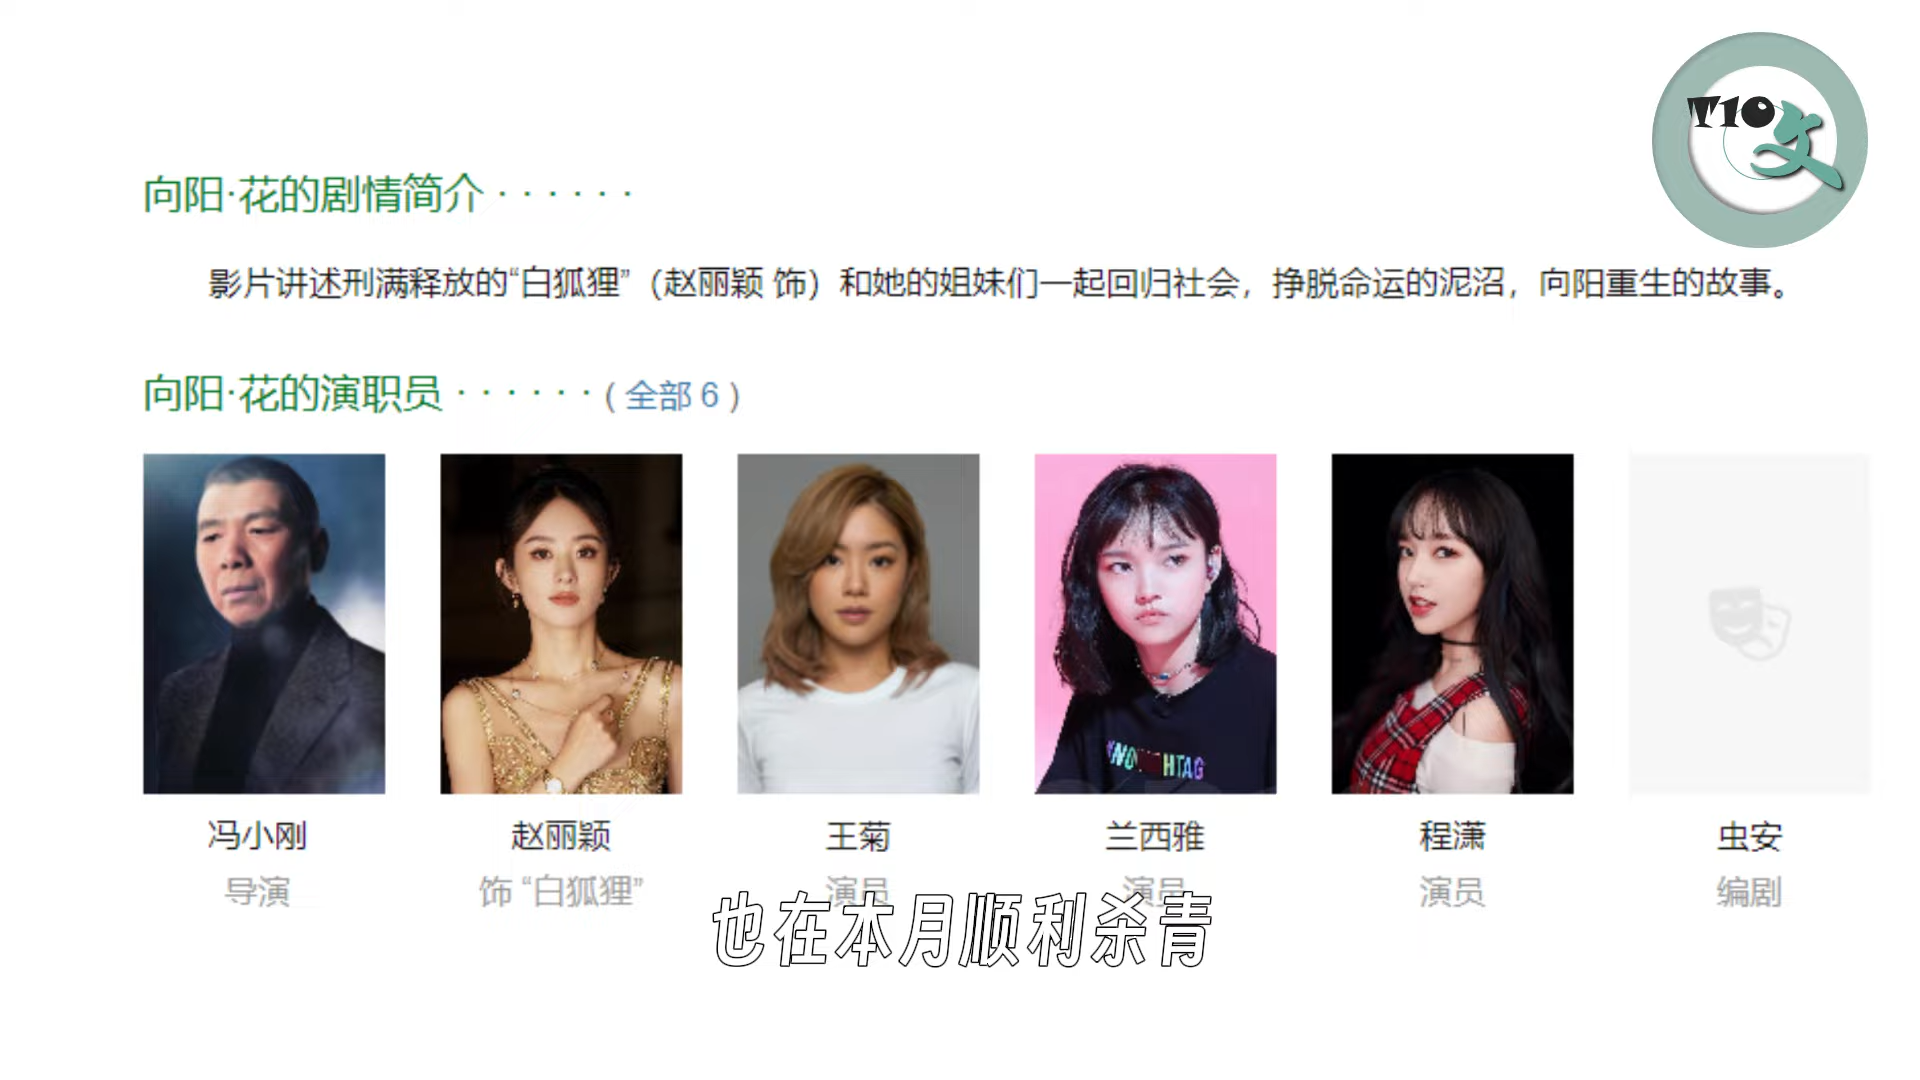 T10文
向阳·花的剧情简介 · · · · · ·
影片讲述刑满释放的“白狐狸”（赵丽颖 饰）和她的姐妹们一起回归社会，挣脱命运的泥沼，向阳重生的故事。
向阳·花的演职员 · · · · · · ( 全部 6 )
HTAG
冯小刚 赵丽颖 王菊 兰西雅 程潇 虫安
导演 饰 “白狐狸” 演员 演员 演员 编剧
也在本月顺利杀青